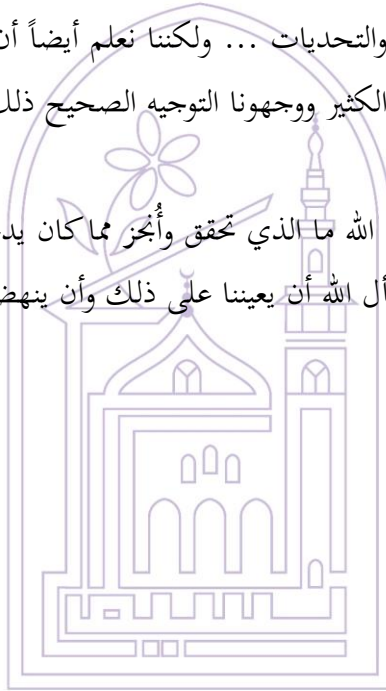 والتحديات ... ولكننا نعلم أيضاً أن
الكثير ووجهونا التوجيه الصحيح ذلك
الله ما الذي تحقق وأُنجز مما كان يد
أل الله أن يعيننا على ذلك وأن ينهض